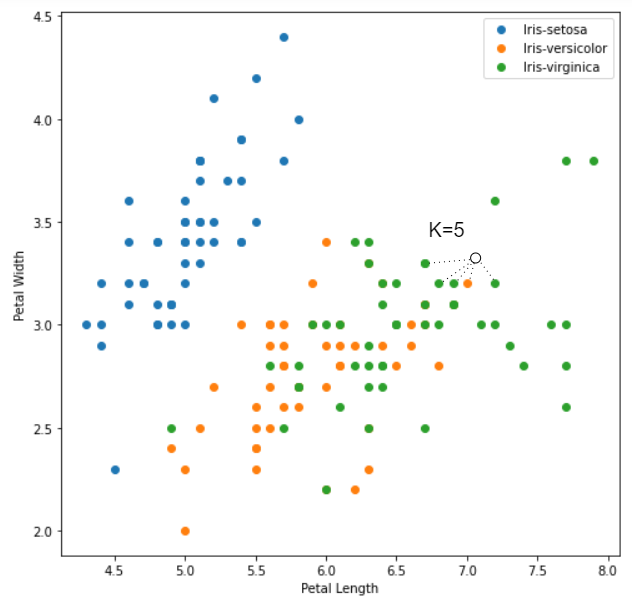 4.5
Iris-setosa
Iris-versicolor
Iris-virginica
4.0
3.5
K=5
Petal Width
3.0
2.5
2.0
4.5 5.0 5.5 6.0 6.5 7.0 7.5 8.0
Petal Length